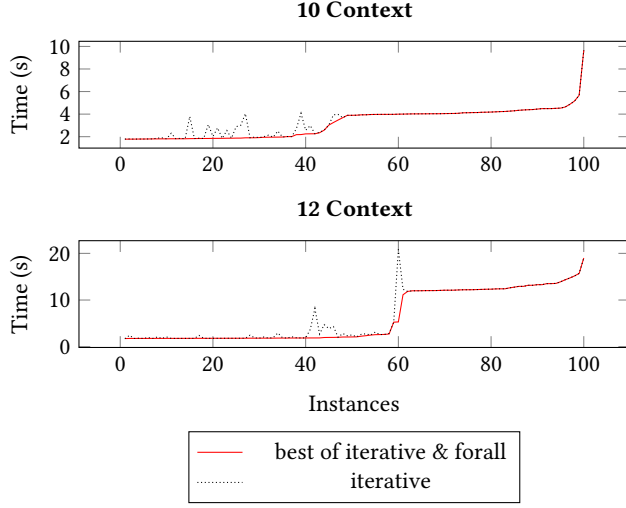 10 Context
10
8
6
4
2
Time (s)
0 20 40 60 80 100
12 Context
20
10
0
Time (s)
0 20 40 60 80 100
Instances
best of iterative & forall
iterative